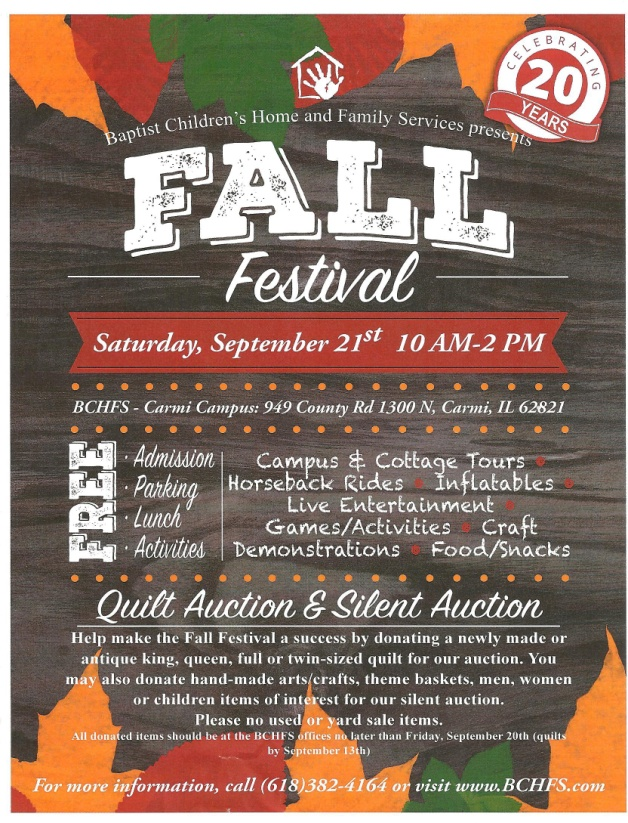 CELEBRATING
20
YEARS
Baptist Children's Home and Family Services presents
FALL
Festival
Saturday, September 21st 10 AM-2 PM
BCHFS - Carmi Campus: 949 County Rd 1300 N, Carmi, IL 62821
FREE
· Admission
· Parking
· Lunch
· Activities
Campus & Cottage Tours •
Horseback Rides • Inflatables •
Live Entertainment •
Games/Activities • Craft
Demonstrations • Food/Snacks
Quilt Auction & Silent Auction
Help make the Fall Festival a success by donating a newly made or
antique king, queen, full or twin-sized quilt for our auction. You
may also donate hand-made arts/crafts, theme baskets, men, women
or children items of interest for our silent auction.
Please no used or yard sale items.
All donated items should be at the BCHFS offices no later than Friday, September 20th (quilts
by September 13th)
For more information, call (618)382-4164 or visit www.BCHFS.com